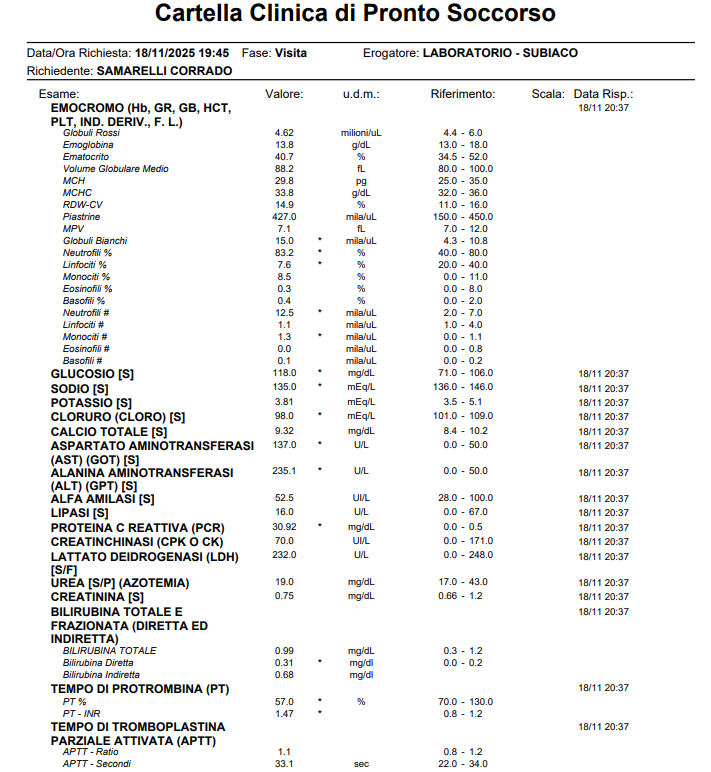 Cartella Clinica di Pronto Soccorso
Data/Ora Richiesta: 18/11/2025 19:45 Fase: Visita Erogatore: LABORATORIO - SUBIACO
Richiedente: SAMARELLI CORRADO
Esame: Valore: u.d.m.: Riferimento: Scala: Data Risp.:
EMOCROMO (Hb, GR, GB, HCT, 18/11 20:37
PLT, IND. DERIV., F. L.)
Globuli Rossi 4.62 milioni/uL 4.4 - 6.0
Emoglobina 13.8 g/dL 13.0 - 18.0
Ematocrito 40.7 % 34.5 - 52.0
Volume Globulare Medio 88.2 fL 80.0 - 100.0
MCH 29.8 pg 25.0 - 35.0
MCHC 33.8 g/dL 32.0 - 36.0
RDW-CV 14.9 % 11.0 - 16.0
Piastrine 427.0 mila/uL 150.0 - 450.0
MPV 7.1 fL 7.0 - 12.0
Globuli Bianchi 15.0 * mila/uL 4.3 - 10.8
Neutrofili % 83.2 * % 40.0 - 80.0
Linfociti % 7.6 * % 20.0 - 40.0
Monociti % 8.5 % 0.0 - 11.0
Eosinofili % 0.3 % 0.0 - 8.0
Basofili % 0.4 % 0.0 - 2.0
Neutrofili # 12.5 * mila/uL 2.0 - 7.0
Linfociti # 1.1 mila/uL 1.0 - 4.0
Monociti # 1.3 * mila/uL 0.0 - 1.1
Eosinofili # 0.0 mila/uL 0.0 - 0.8
Basofili # 0.1 mila/uL 0.0 - 0.2
GLUCOSIO [S] 118.0 * mg/dL 71.0 - 106.0 18/11 20:37
SODIO [S] 135.0 * mEq/L 136.0 - 146.0 18/11 20:37
POTASSIO [S] 3.81 mEq/L 3.5 - 5.1 18/11 20:37
CLORURO (CLORO) [S] 98.0 * mEq/L 101.0 - 109.0 18/11 20:37
CALCIO TOTALE [S] 9.32 mg/dL 8.4 - 10.2 18/11 20:37
ASPARTATO AMINOTRANSFERASI 137.0 * U/L 0.0 - 50.0 18/11 20:37
(AST) (GOT) [S]
ALANINA AMINOTRANSFERASI 235.1 * U/L 0.0 - 50.0 18/11 20:37
(ALT) (GPT) [S]
ALFA AMILASI [S] 52.5 UI/L 28.0 - 100.0 18/11 20:37
LIPASI [S] 16.0 U/L 0.0 - 67.0 18/11 20:37
PROTEINA C REATTIVA (PCR) 30.92 * mg/dL 0.0 - 0.5 18/11 20:37
CREATINCHINASI (CPK O CK) 70.0 UI/L 0.0 - 171.0 18/11 20:37
LATTATO DEIDROGENASI (LDH) 232.0 U/L 0.0 - 248.0 18/11 20:37
[S/F]
UREA [S/P] (AZOTEMIA) 19.0 mg/dL 17.0 - 43.0 18/11 20:37
CREATININA [S] 0.75 mg/dL 0.66 - 1.2 18/11 20:37
BILIRUBINA TOTALE E 18/11 20:37
FRAZIONATA (DIRETTA ED
INDIRETTA)
BILIRUBINA TOTALE 0.99 mg/dL 0.3 - 1.2
Bilirubina Diretta 0.31 * mg/dl 0.0 - 0.2
Bilirubina Indiretta 0.68 mg/dl
TEMPO DI PROTROMBINA (PT) 18/11 20:37
PT % 57.0 * % 70.0 - 130.0
PT - INR 1.47 * 0.8 - 1.2
TEMPO DI TROMBOPLASTINA 18/11 20:37
PARZIALE ATTIVATA (APTT)
APTT - Ratio 1.1 0.8 - 1.2
APTT - Secondi 33.1 sec 22.0 - 34.0